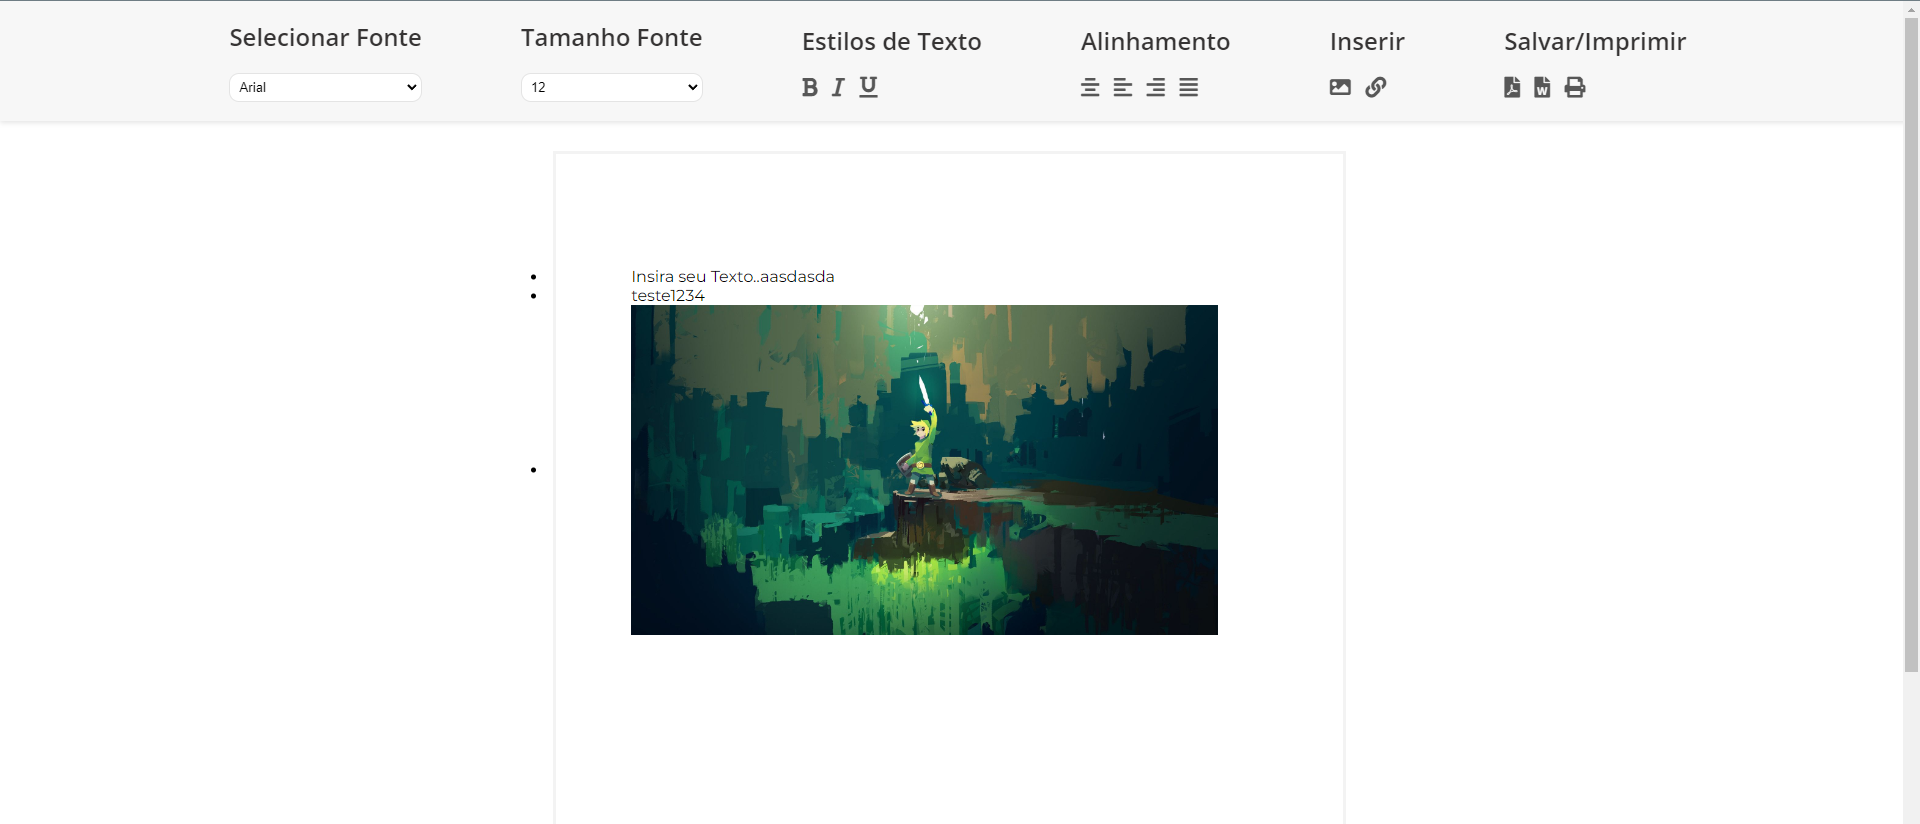 Selecionar Fonte
Tamanho Fonte
Estilos de Texto
Alinhamento
Inserir
Salvar/Imprimir
Arial
12
B I U
Insira seu Texto..aasdasda
teste1234